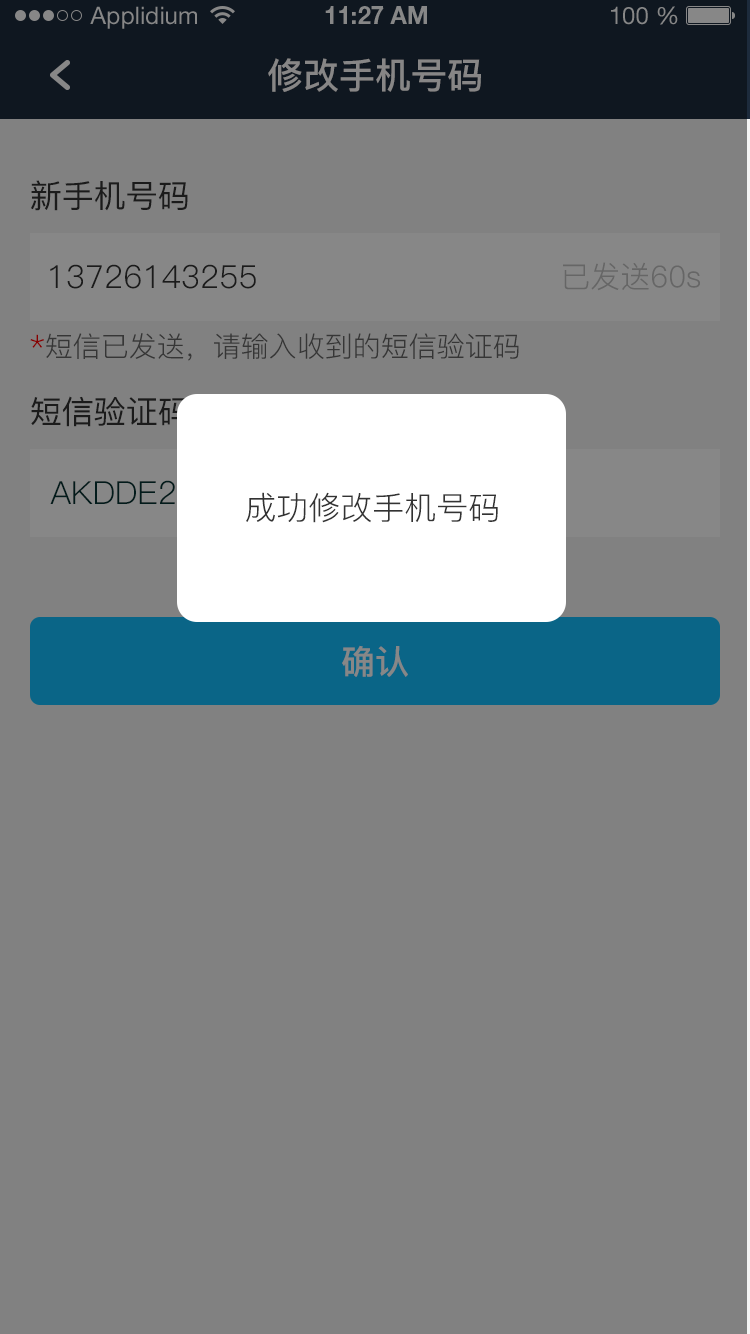 Applidium 11:27 AM 100 %
修改手机号码
新手机号码
13726143255 已发送60s
*短信已发送，请输入收到的短信验证码
短信验证码
AKDDE2
成功修改手机号码
确认